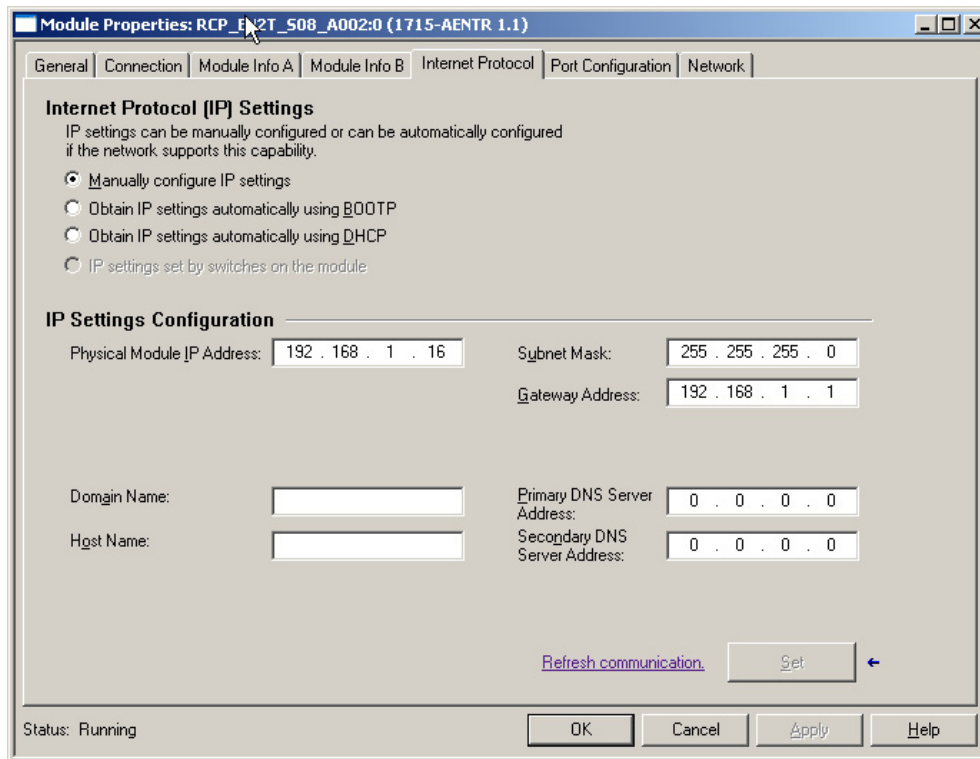 Module Properties: RCP_EN2T_S08_A002:0 (1715-AENTR 1.1)
General Connection Module Info A Module Info B Internet Protocol Port Configuration Network
Internet Protocol (IP) Settings
IP settings can be manually configured or can be automatically configured
if the network supports this capability.
Manually configure IP settings
Obtain IP settings automatically using BOOTP
Obtain IP settings automatically using DHCP
IP settings set by switches on the module
IP Settings Configuration
Physical Module IP Address: 192 . 168 . 1 . 16
Subnet Mask: 255 . 255 . 255 . 0
Gateway Address: 192 . 168 . 1 . 1
Domain Name:
Host Name:
Primary DNS Server
Address: 0 . 0 . 0 . 0
Secondary DNS
Server Address: 0 . 0 . 0 . 0
Refresh communication. Set
Status: Running
OK Cancel Apply Help